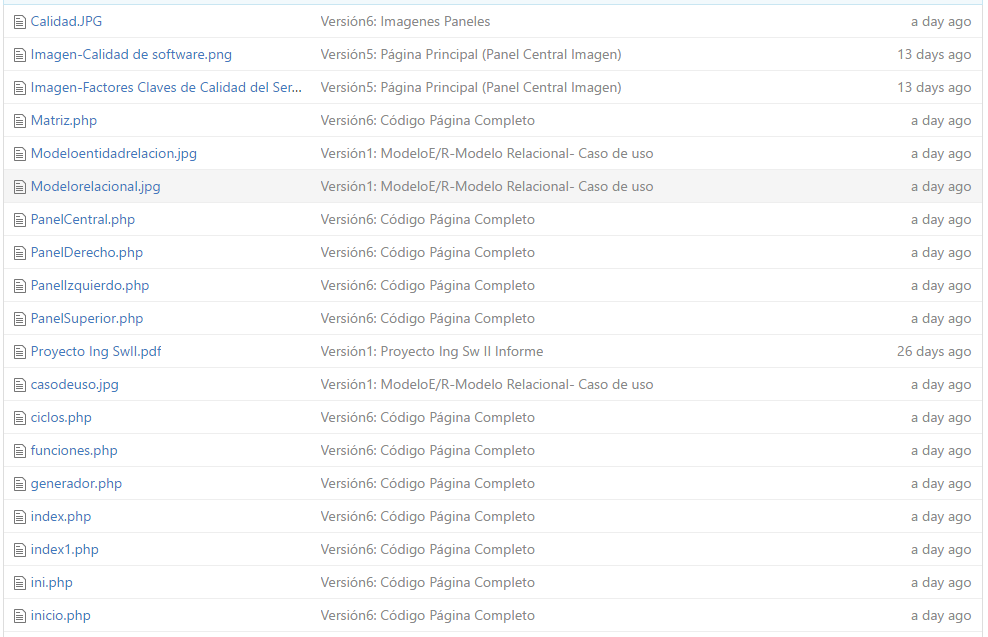 Calidad.JPG Versión6: Imagenes Paneles a day ago
Imagen-Calidad de software.png Versión5: Página Principal (Panel Central Imagen) 13 days ago
Imagen-Factores Claves de Calidad del Ser... Versión5: Página Principal (Panel Central Imagen) 13 days ago
Matriz.php Versión6: Código Página Completo a day ago
Modeloentidadrelacion.jpg Versión1: ModeloE/R-Modelo Relacional- Caso de uso a day ago
Modelorelacional.jpg Versión1: ModeloE/R-Modelo Relacional- Caso de uso a day ago
PanelCentral.php Versión6: Código Página Completo a day ago
PanelDerecho.php Versión6: Código Página Completo a day ago
PanelIzquierdo.php Versión6: Código Página Completo a day ago
PanelSuperior.php Versión6: Código Página Completo a day ago
Proyecto Ing SwII.pdf Versión1: Proyecto Ing Sw II Informe 26 days ago
casodeuso.jpg Versión1: ModeloE/R-Modelo Relacional- Caso de uso a day ago
ciclos.php Versión6: Código Página Completo a day ago
funciones.php Versión6: Código Página Completo a day ago
generador.php Versión6: Código Página Completo a day ago
index.php Versión6: Código Página Completo a day ago
index1.php Versión6: Código Página Completo a day ago
ini.php Versión6: Código Página Completo a day ago
inicio.php Versión6: Código Página Completo a day ago